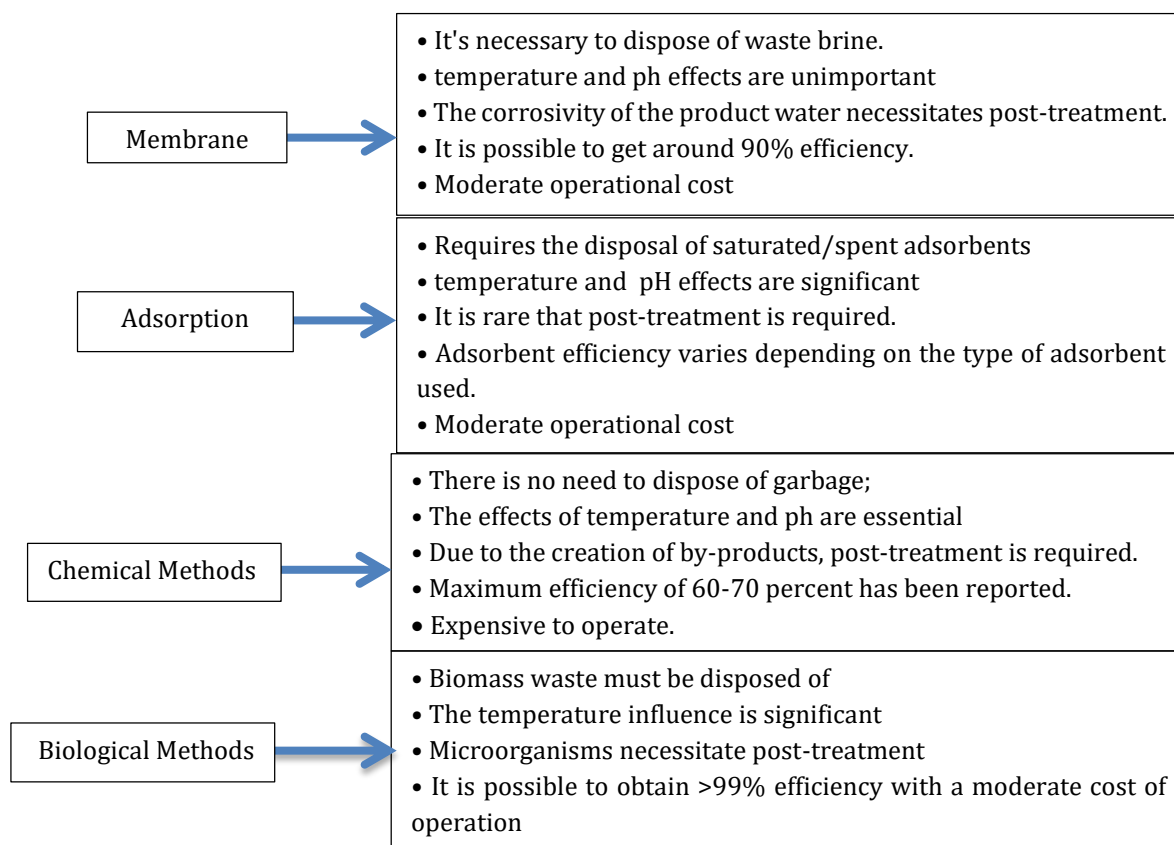 Membrane
• It's necessary to dispose of waste brine.
• temperature and ph effects are unimportant
• The corrosivity of the product water necessitates post-treatment.
• It is possible to get around 90% efficiency.
• Moderate operational cost
Adsorption
• Requires the disposal of saturated/spent adsorbents
• temperature and pH effects are significant
• It is rare that post-treatment is required.
• Adsorbent efficiency varies depending on the type of adsorbent
used.
• Moderate operational cost
Chemical Methods
• There is no need to dispose of garbage;
• The effects of temperature and ph are essential
• Due to the creation of by-products, post-treatment is required.
• Maximum efficiency of 60-70 percent has been reported.
• Expensive to operate.
Biological Methods
• Biomass waste must be disposed of
• The temperature influence is significant
• Microorganisms necessitate post-treatment
• It is possible to obtain >99% efficiency with a moderate cost of
operation